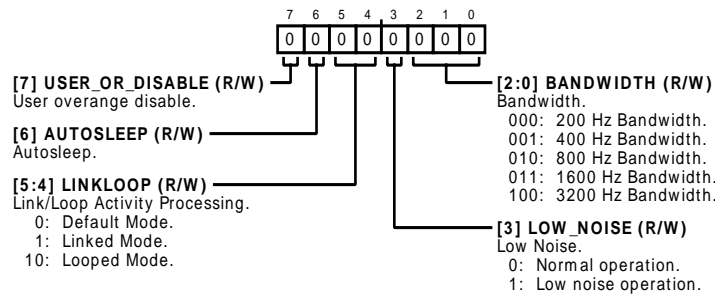 7 6 5 4 3 2 1 0
0 0 0 0 0 0 0 0
[7] USER_OR_DISABLE (R/W)
User overange disable.
[6] AUTOSLEEP (R/W)
Autosleep.
[5:4] LINKLOOP (R/W)
Link/Loop Activity Processing.
0: Default Mode.
1: Linked Mode.
10: Looped Mode.
[2:0] BANDWIDTH (R/W)
Bandwidth.
000: 200 Hz Bandwidth.
001: 400 Hz Bandwidth.
010: 800 Hz Bandwidth.
011: 1600 Hz Bandwidth.
100: 3200 Hz Bandwidth.
[3] LOW_NOISE (R/W)
Low Noise.
0: Normal operation.
1: Low noise operation.